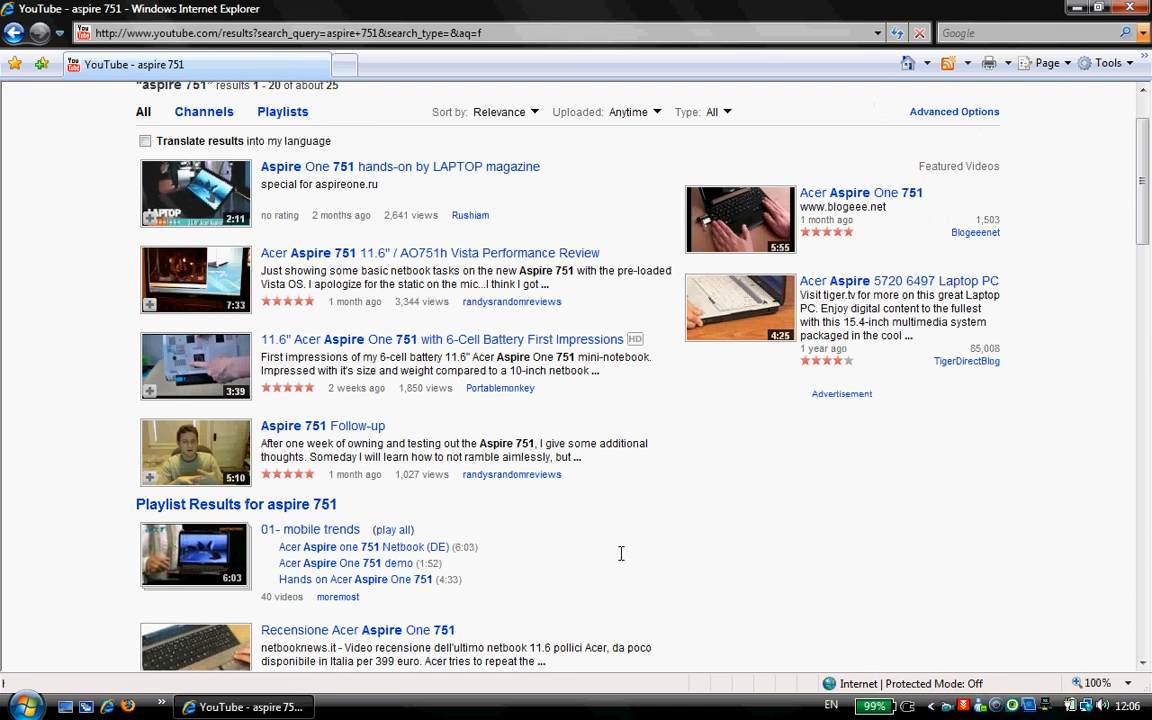 YouTube - aspire 751 - Windows Internet Explorer
http://www.youtube.com/results?search_query=aspire+751&search_type=&aq=f
Google
YouTube - aspire 751
Page
Tools
"aspire 751" results 1 - 20 of about 25
All Channels Playlists
Sort by: Relevance Uploaded: Anytime Type: All
Advanced Options
Translate results into my language
Aspire One 751 hands-on by LAPTOP magazine
special for aspireone.ru
no rating 2 months ago 2,641 views Rushiam
LAPTOP
2:11
Acer Aspire 751 11.6" / AO751h Vista Performance Review
Just showing some basic netbook tasks on the new Aspire 751 with the pre-loaded
Vista OS. I apologize for the static on the mic...I think I got ...
1 month ago 3,344 views randysrandomreviews
7:33
11.6" Acer Aspire One 751 with 6-Cell Battery First Impressions HD
First impressions of my 6-cell battery 11.6" Acer Aspire One 751 mini-notebook.
Impressed with it's size and weight compared to a 10-inch netbook ...
2 weeks ago 1,850 views Portablemonkey
3:39
Aspire 751 Follow-up
After one week of owning and testing out the Aspire 751, I give some additional
thoughts. Someday I will learn how to not ramble aimlessly, but ...
1 month ago 1,027 views randysrandomreviews
5:10
Playlist Results for aspire 751
01- mobile trends (play all)
Acer Aspire one 751 Netbook (DE) (6:03)
Acer Aspire One 751 demo (1:52)
Hands on Acer Aspire One 751 (4:33)
40 videos moremost
6:03
Recensione Acer Aspire One 751
netbooknews.it - Video recensione dell'ultimo netbook 11.6 pollici Acer, da poco
disponibile in Italia per 399 euro. Acer tries to repeat the ...
Featured Videos
Acer Aspire One 751
www.blogeee.net
1 month ago 1,503
Blogeeenet
5:55
Acer Aspire 5720 6497 Laptop PC
Visit tiger.tv for more on this great Laptop
PC. Enjoy digital content to the fullest
with this 15.4-inch multimedia system
packaged in the cool ...
1 year ago 85,008
TigerDirectBlog
4:25
Advertisement
Internet | Protected Mode: Off
100%
YouTube - aspire 75...
EN
99%
12:06